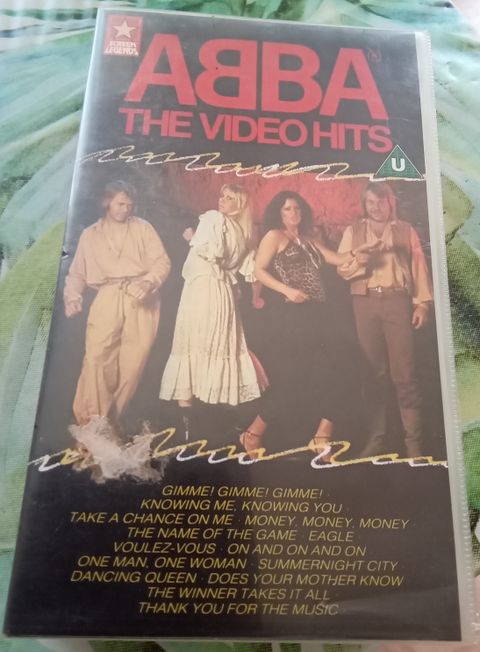 SCREEN
LEGENDS
ABBA
THE VIDEO HITS
U
GIMME! GIMME! GIMME! ·
KNOWING ME, KNOWING YOU ·
TAKE A CHANCE ON ME · MONEY, MONEY, MONEY ·
THE NAME OF THE GAME · EAGLE ·
VOULEZ-VOUS · ON AND ON AND ON ·
ONE MAN, ONE WOMAN · SUMMERNIGHT CITY ·
DANCING QUEEN · DOES YOUR MOTHER KNOW ·
THE WINNER TAKES IT ALL ·
THANK YOU FOR THE MUSIC ·